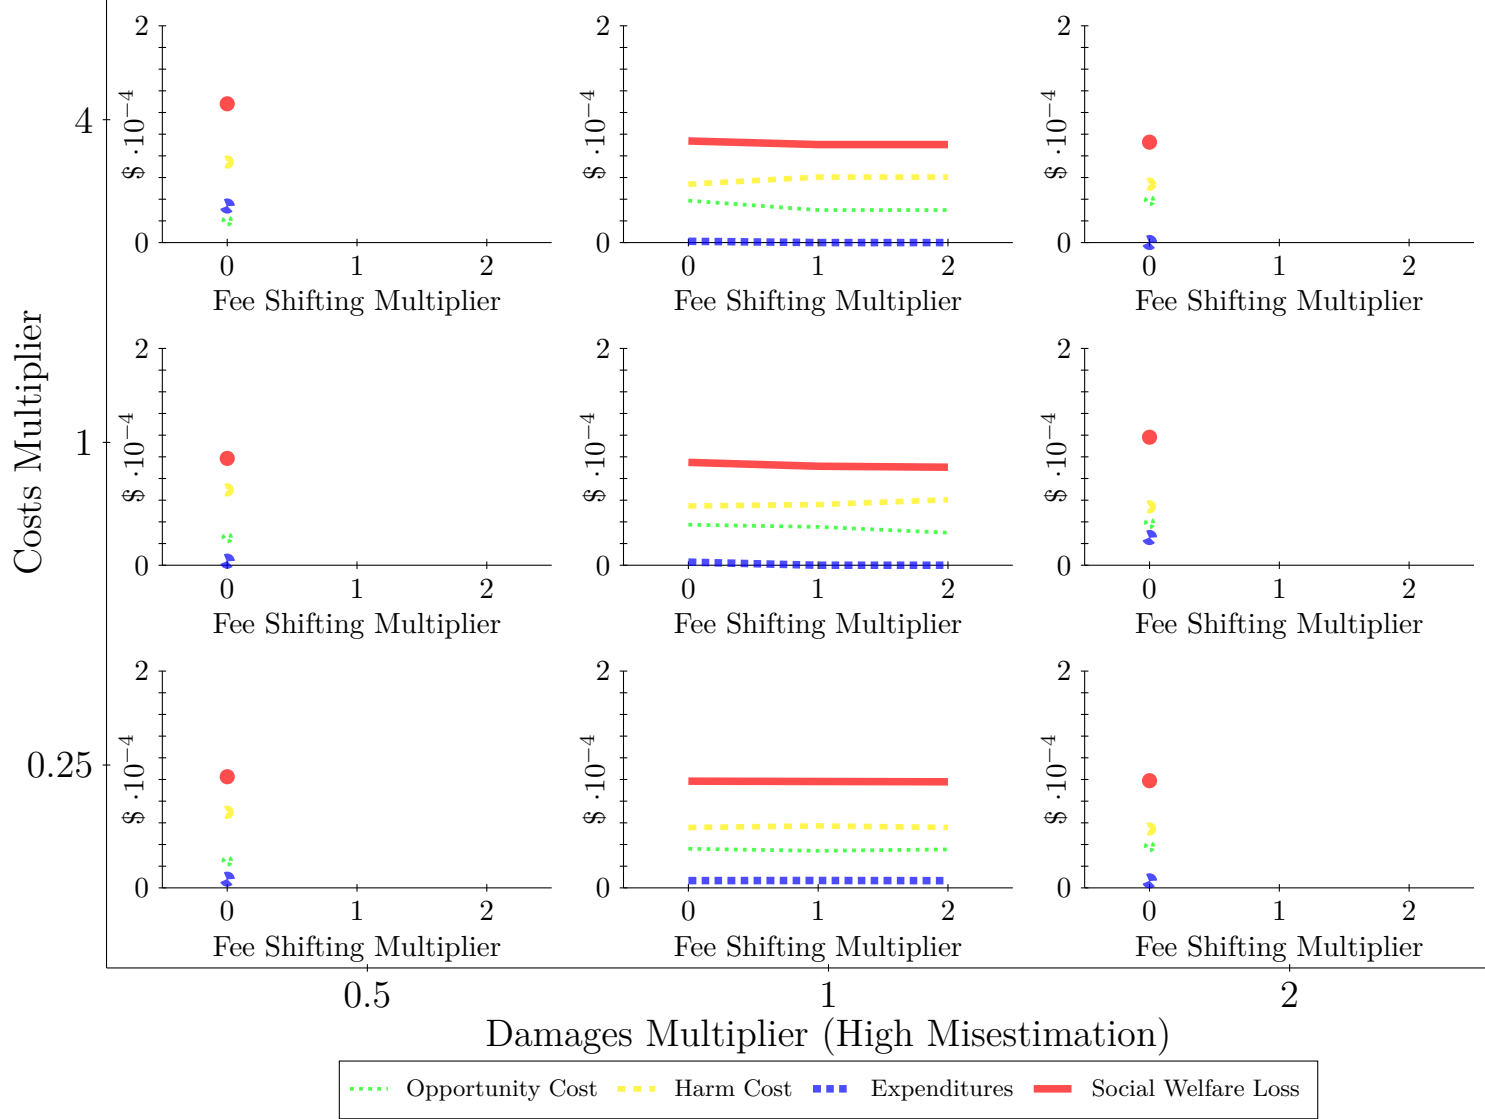 Costs Multiplier
4
2
0
$ ·10⁻⁴
0 1 2
Fee Shifting Multiplier
2
0
$ ·10⁻⁴
0 1 2
Fee Shifting Multiplier
2
0
$ ·10⁻⁴
0 1 2
Fee Shifting Multiplier
1
2
0
$ ·10⁻⁴
0 1 2
Fee Shifting Multiplier
2
0
$ ·10⁻⁴
0 1 2
Fee Shifting Multiplier
2
0
$ ·10⁻⁴
0 1 2
Fee Shifting Multiplier
0.25
2
0
$ ·10⁻⁴
0 1 2
Fee Shifting Multiplier
2
0
$ ·10⁻⁴
0 1 2
Fee Shifting Multiplier
2
0
$ ·10⁻⁴
0 1 2
Fee Shifting Multiplier
0.5 1 2
Damages Multiplier (High Misestimation)
Opportunity Cost Harm Cost Expenditures Social Welfare Loss